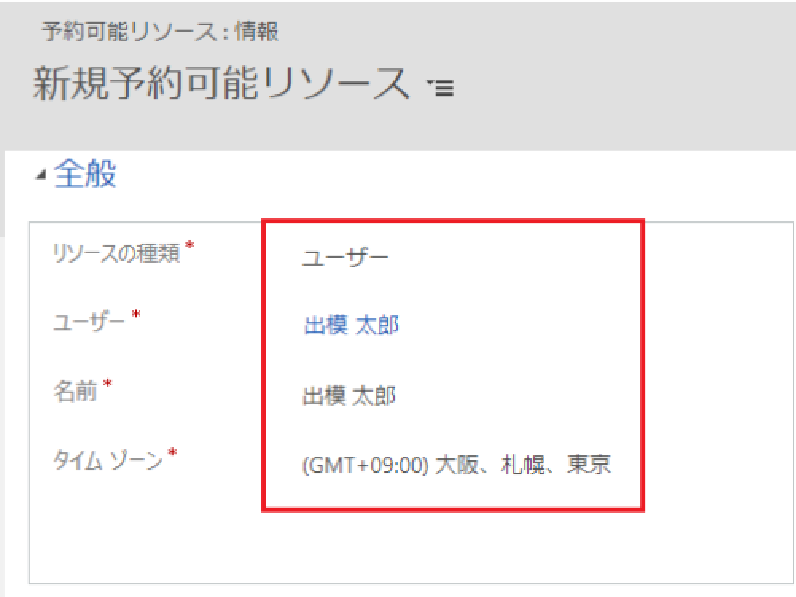 予約可能リソース : 情報
新規予約可能リソース
全般
リソースの種類* ユーザー
ユーザー* 出模 太郎
名前* 出模 太郎
タイム ゾーン* (GMT+09:00) 大阪、札幌、東京